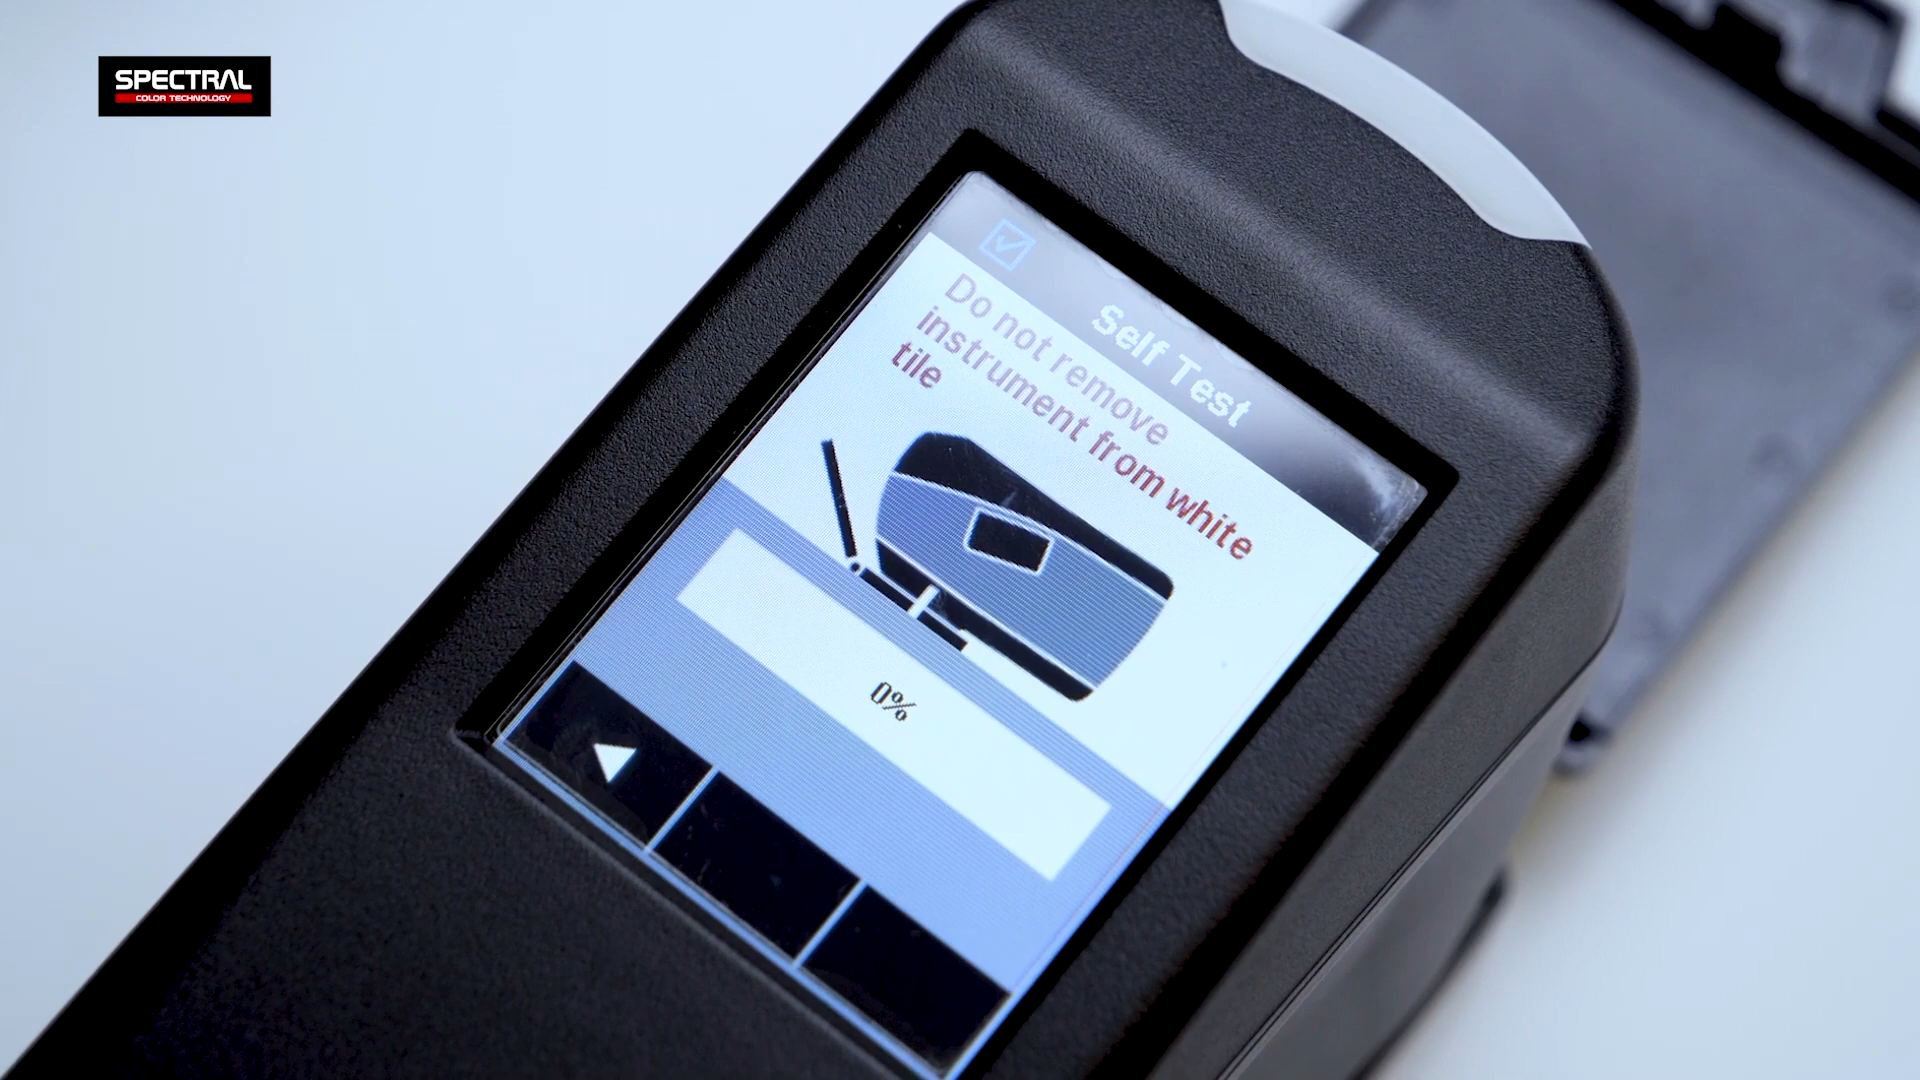 SPECTRAL
COLOR TECHNOLOGY
Self Test
Do not remove
instrument from white
tile
0%